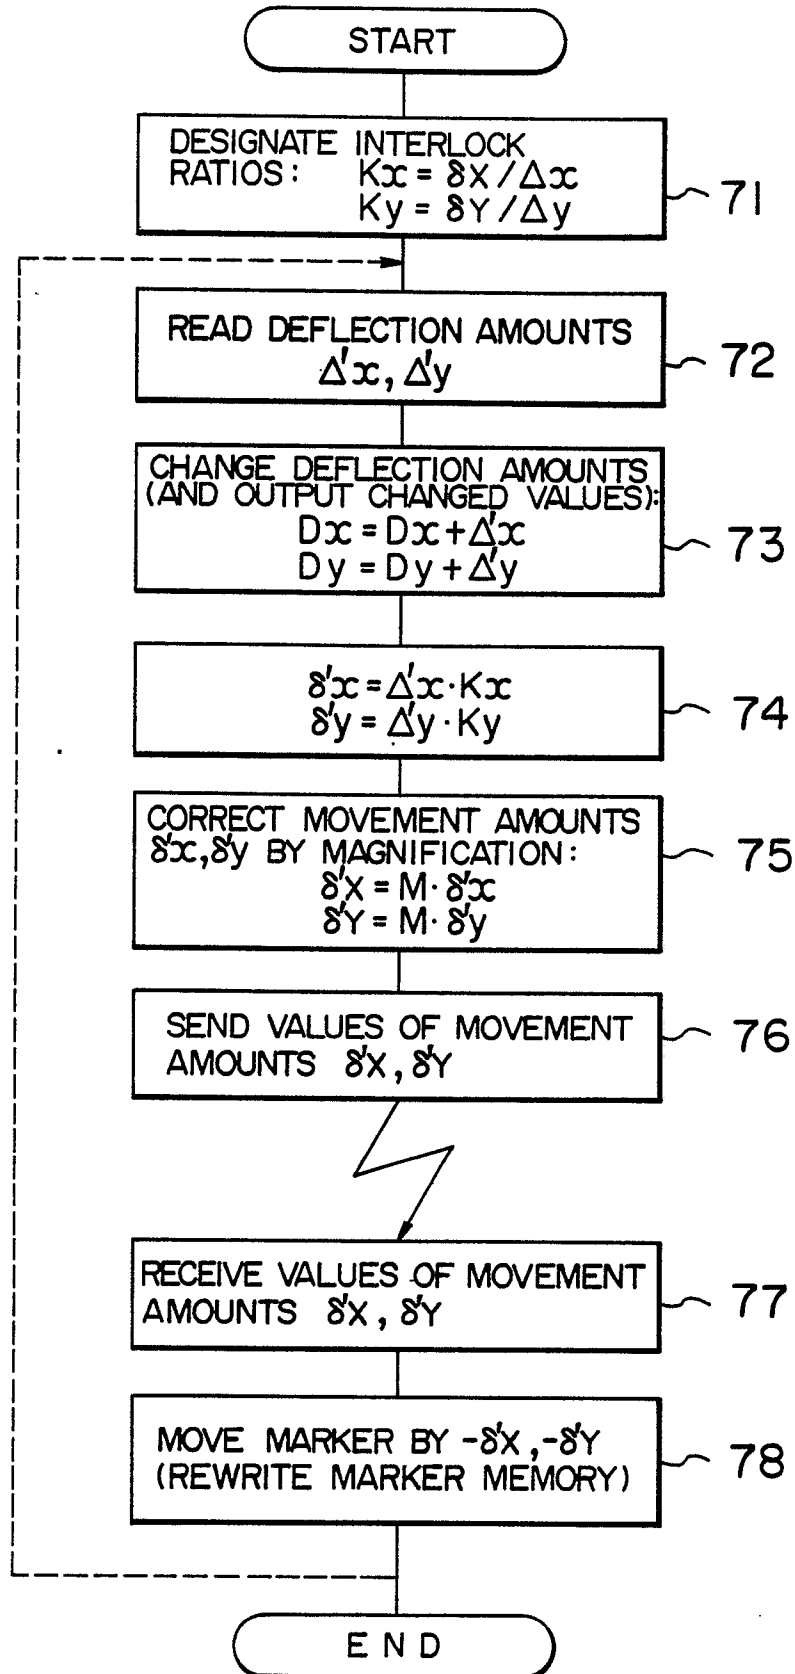 START
DESIGNATE INTERLOCK
RATIOS: Kx = δX/Δx
Ky = δY/Δy
71
READ DEFLECTION AMOUNTS
Δ'x, Δ'y
72
CHANGE DEFLECTION AMOUNTS
(AND OUTPUT CHANGED VALUES):
Dx = Dx + Δ'x
Dy = Dy + Δ'y
73
δ'x = Δ'x · Kx
δ'y = Δ'y · Ky
74
CORRECT MOVEMENT AMOUNTS
δ'x, δ'y BY MAGNIFICATION:
δ'X = M · δ'x
δ'Y = M · δ'y
75
SEND VALUES OF MOVEMENT
AMOUNTS δ'X, δ'Y
76
RECEIVE VALUES OF MOVEMENT
AMOUNTS δ'X, δ'Y
77
MOVE MARKER BY -δ'X, -δ'Y
(REWRITE MARKER MEMORY)
78
END